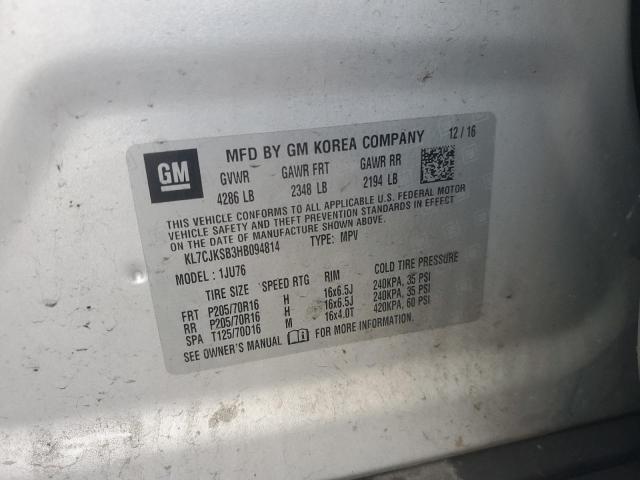 GM
MFD BY GM KOREA COMPANY 12/16
GVWR GAWR FRT GAWR RR
4286 LB 2348 LB 2194 LB
THIS VEHICLE CONFORMS TO ALL APPLICABLE U.S. FEDERAL MOTOR
VEHICLE SAFETY AND THEFT PREVENTION STANDARDS IN EFFECT
ON THE DATE OF MANUFACTURE SHOWN ABOVE.
KL7CJKSB3HB094814 TYPE: MPV
MODEL: 1JU76
TIRE SIZE SPEED RTG RIM COLD TIRE PRESSURE
FRT P205/70R16 H 16x6.5J 240KPA, 35 PSI
RR P205/70R16 H 16x6.5J 240KPA, 35 PSI
SPA T125/70D16 M 16x4.0T 420KPA, 60 PSI
SEE OWNER'S MANUAL FOR MORE INFORMATION.